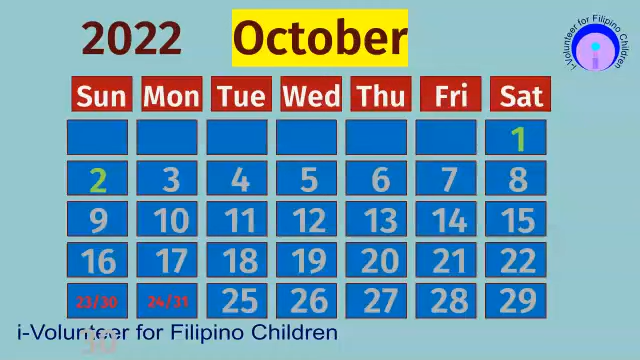 2022 October
i-Volunteer for Filipino Children
Sun Mon Tue Wed Thu Fri Sat
1
2 3 4 5 6 7 8
9 10 11 12 13 14 15
16 17 18 19 20 21 22
23/30 24/31 25 26 27 28 29
i-Volunteer for Filipino Children
30